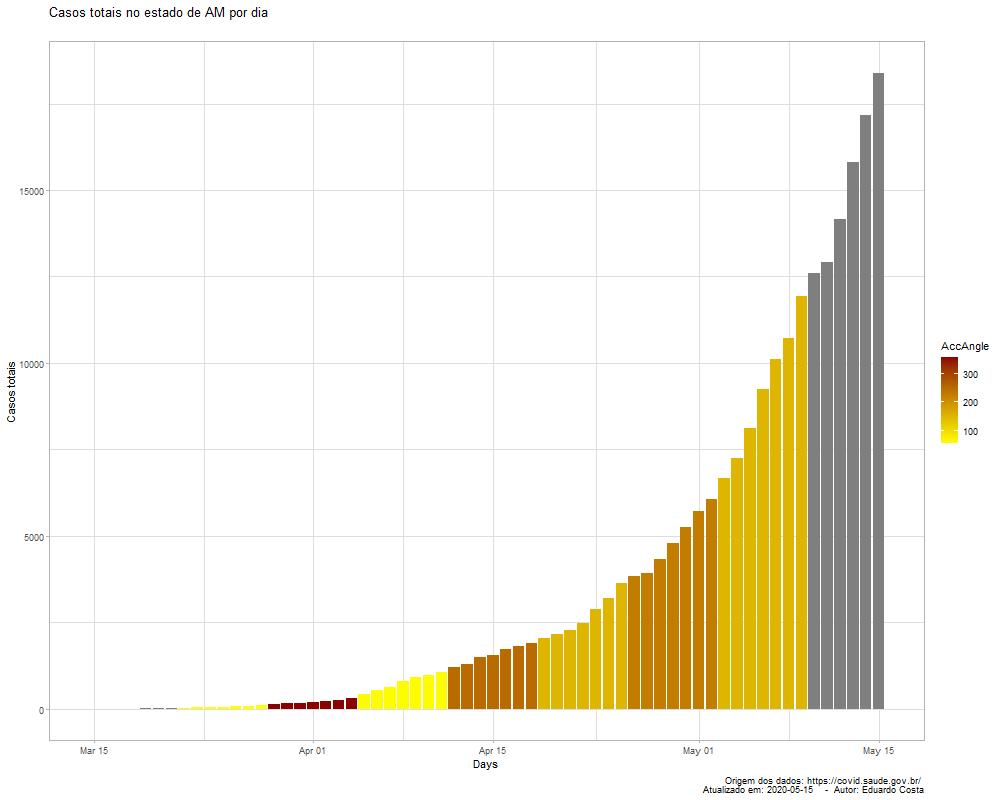 Casos totais no estado de AM por dia
Casos totais
15000
10000
5000
0
Mar 15
Apr 01
Apr 15
May 01
May 15
Days
AccAngle
300
200
100
Origem dos dados: https://covid.saude.gov.br/
Atualizado em: 2020-05-15 - Autor: Eduardo Costa